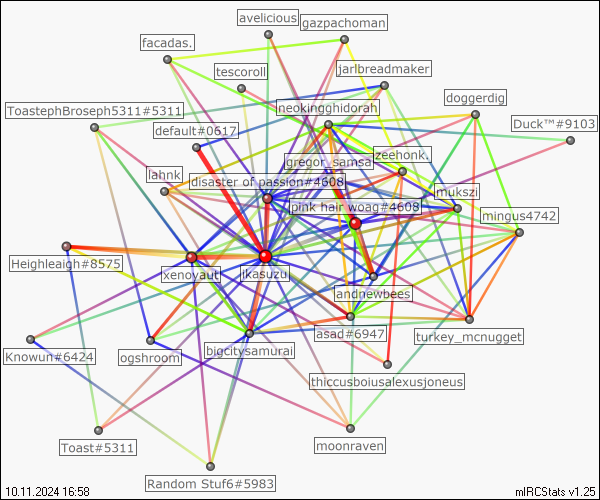 avelicious
gazpachoman
facadas.
tescoroll
jarlbreadmaker
doggerdig
neokingghidorah
ToastephBroseph5311#5311
default#0617
Duck™#9103
gregor_samsa
zeehonk.
lahnk
disaster of passion#4608
mukszi
pink hair woag#4608
mingus4742
Heighleagh#8575
xenoyaut
ikasuzu
andnewbees
asad#6947
turkey_mcnugget
Knowun#6424
ogshroom
bigcitysamurai
thiccusboiusalexusjoneus
Toast#5311
moonraven
Random Stuf6#5983
10.11.2024 16:58
mIRCStats v1.25